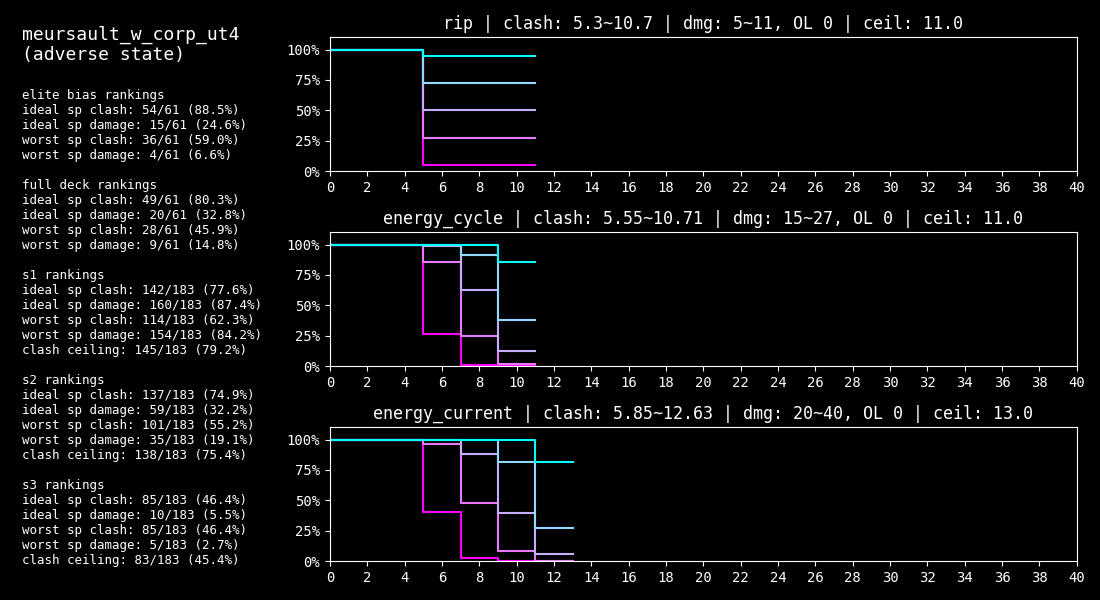 meursault_w_corp_ut4
(adverse state)
elite bias rankings
ideal sp clash: 54/61 (88.5%)
ideal sp damage: 15/61 (24.6%)
worst sp clash: 36/61 (59.0%)
worst sp damage: 4/61 (6.6%)
full deck rankings
ideal sp clash: 49/61 (80.3%)
ideal sp damage: 20/61 (32.8%)
worst sp clash: 28/61 (45.9%)
worst sp damage: 9/61 (14.8%)
s1 rankings
ideal sp clash: 142/183 (77.6%)
ideal sp damage: 160/183 (87.4%)
worst sp clash: 114/183 (62.3%)
worst sp damage: 154/183 (84.2%)
clash ceiling: 145/183 (79.2%)
s2 rankings
ideal sp clash: 137/183 (74.9%)
ideal sp damage: 59/183 (32.2%)
worst sp clash: 101/183 (55.2%)
worst sp damage: 35/183 (19.1%)
clash ceiling: 138/183 (75.4%)
s3 rankings
ideal sp clash: 85/183 (46.4%)
ideal sp damage: 10/183 (5.5%)
worst sp clash: 85/183 (46.4%)
worst sp damage: 5/183 (2.7%)
clash ceiling: 83/183 (45.4%)
rip | clash: 5.3~10.7 | dmg: 5~11, OL 0 | ceil: 11.0
100%
75%
50%
25%
0%
0 2 4 6 8 10 12 14 16 18 20 22 24 26 28 30 32 34 36 38 40
energy_cycle | clash: 5.55~10.71 | dmg: 15~27, OL 0 | ceil: 11.0
100%
75%
50%
25%
0%
0 2 4 6 8 10 12 14 16 18 20 22 24 26 28 30 32 34 36 38 40
energy_current | clash: 5.85~12.63 | dmg: 20~40, OL 0 | ceil: 13.0
100%
75%
50%
25%
0%
0 2 4 6 8 10 12 14 16 18 20 22 24 26 28 30 32 34 36 38 40